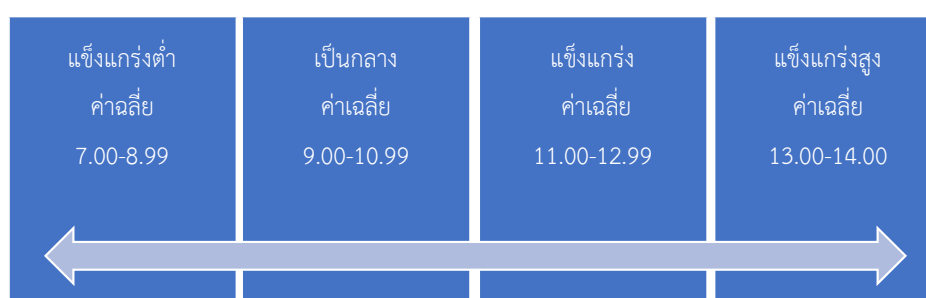 แข็งแกร่งต่ำ
ค่าฉลี่ย
7.00-8.99
เป็นกลาง
ค่าเฉลี่ย
9.00-10.99
แข็งแกร่ง
ค่าเฉลี่ย
11.00-12.99
แข็งแกร่งสูง
ค่าเฉลี่ย
13.00-14.00